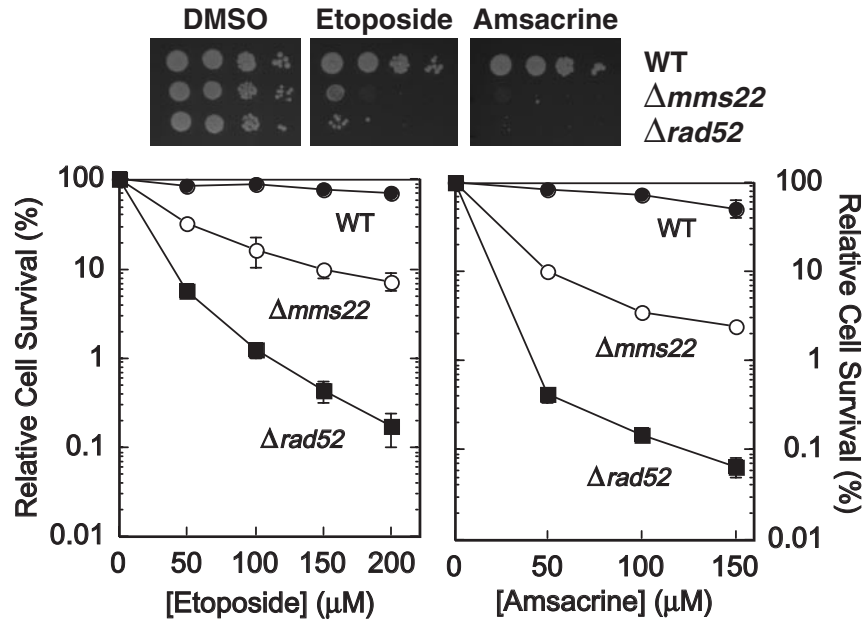 DMSO Etoposide Amsacrine
WT
Δmms22
Δrad52
100
10
1
0.1
0.01
Relative Cell Survival (%)
WT
Δmms22
Δrad52
0 50 100 150 200
[Etoposide] (μM)
WT
Δmms22
Δrad52
0 50 100 150
[Amsacrine] (μM)
100
10
1
0.1
0.01
Relative Cell Survival (%)